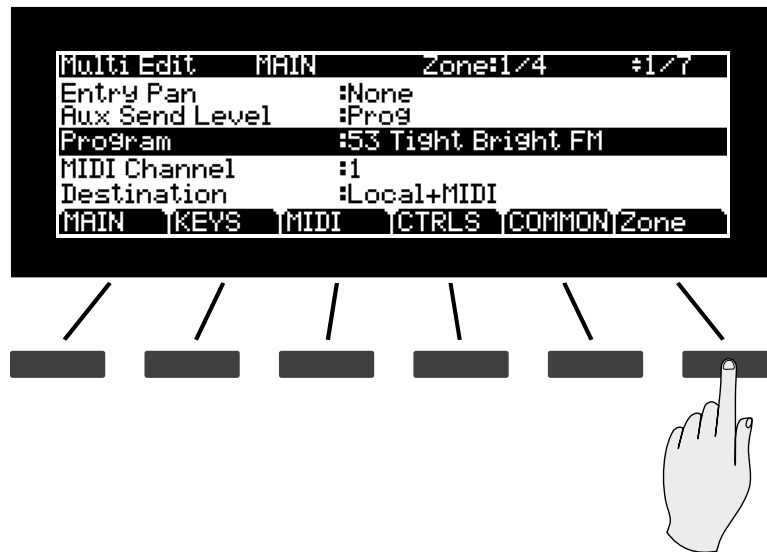 Multi Edit MAIN Zone:1/4 ÷1/7
Entry Pan :None
Aux Send Level :Prog
Program :53 Tight Bright FM
MIDI Channel :1
Destination :Local+MIDI
MAIN KEYS MIDI CTRLS COMMON Zone